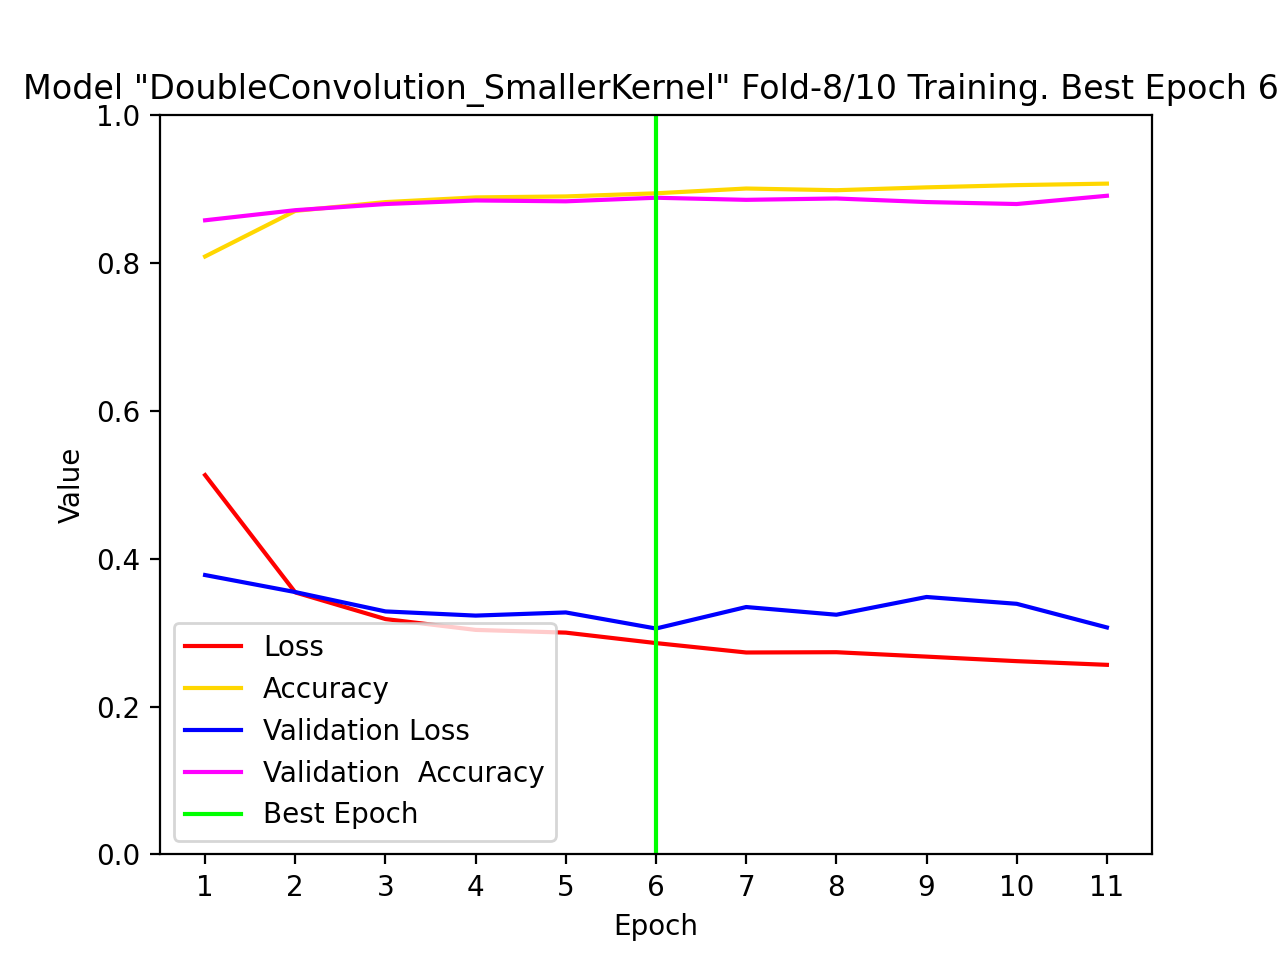 Model "DoubleConvolution_SmallerKernel" Fold-8/10 Training. Best Epoch 6
1.0
0.8
0.6
0.4
0.2
0.0
Value
Loss
Accuracy
Validation Loss
Validation  Accuracy
Best Epoch
1 2 3 4 5 6 7 8 9 10 11
Epoch